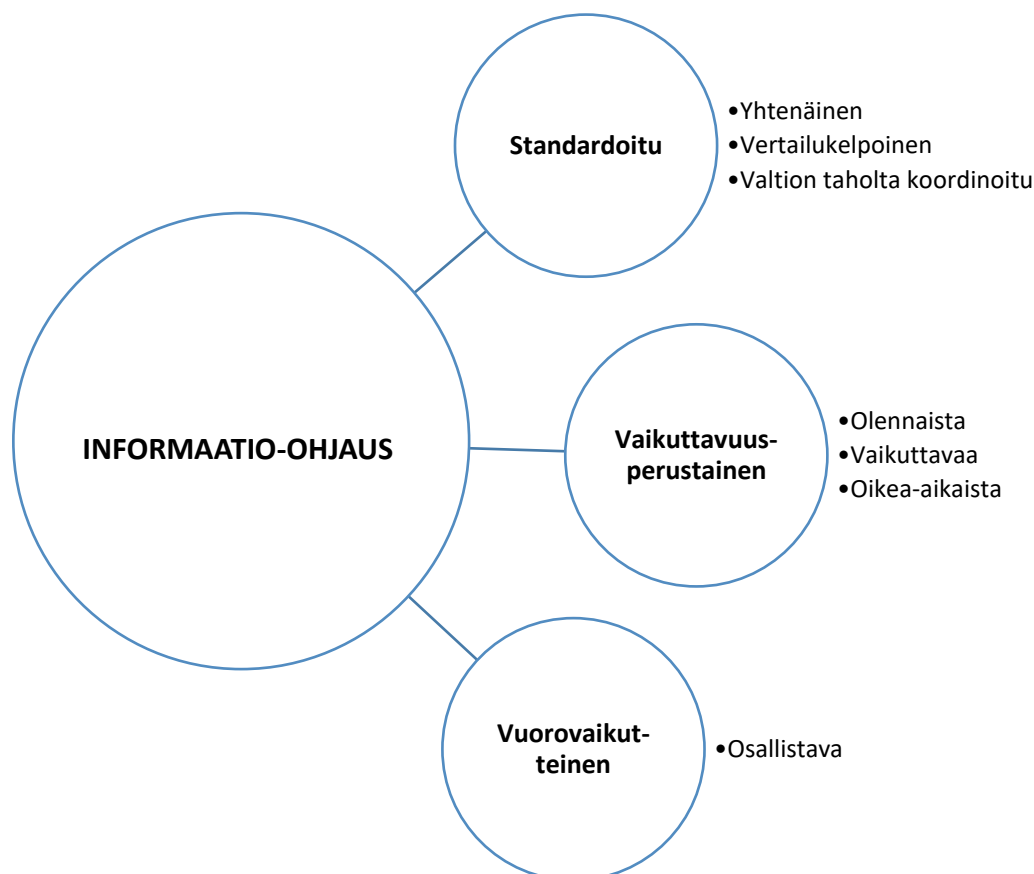 INFORMAATIO-OHJAUS
Standardoitu
•Yhtenäinen
•Vertailukelpoinen
•Valtion taholta koordinoitu
Vaikuttavuus-
perustainen
•Olennaista
•Vaikuttavaa
•Oikea-aikaista
Vuorovaikut-
teinen
•Osallistava